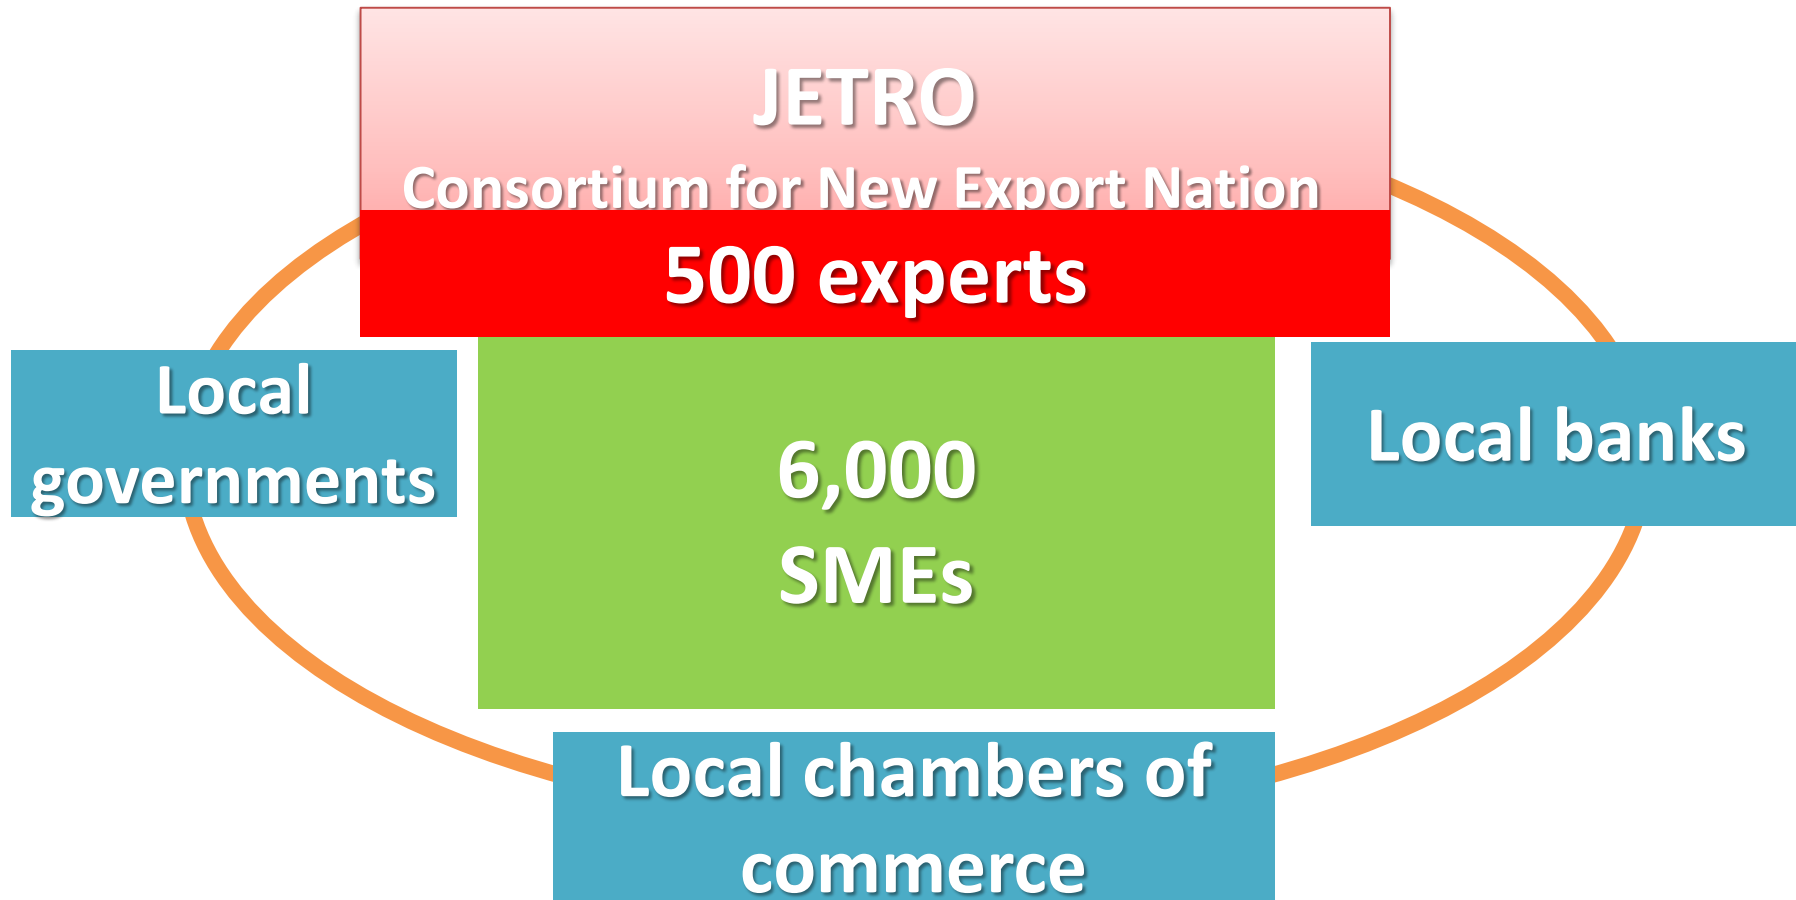 JETRO
Consortium for New Export Nation
500 experts
Local
governments
Local banks
6,000
SMEs
Local chambers of
commerce